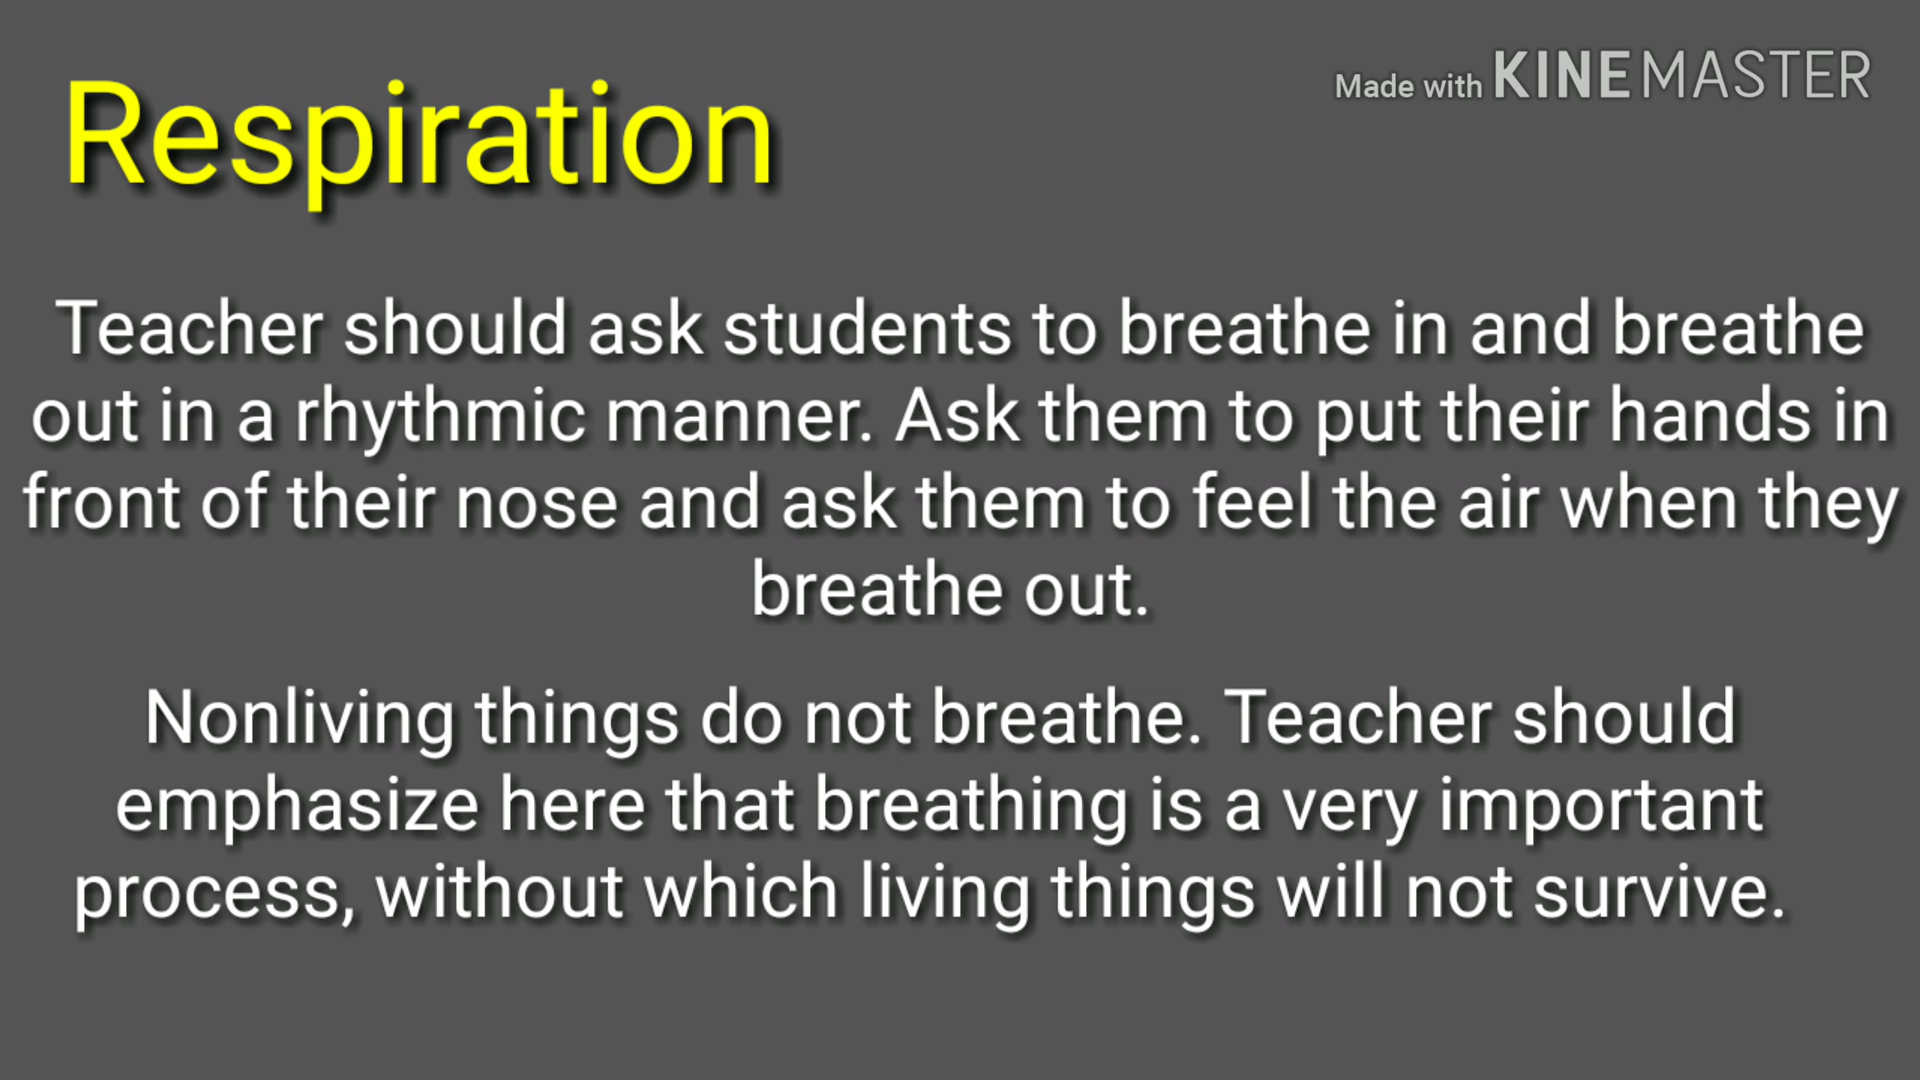 Respiration
Made with KINEMASTER
Teacher should ask students to breathe in and breathe
out in a rhythmic manner. Ask them to put their hands in
front of their nose and ask them to feel the air when they
breathe out.
Nonliving things do not breathe. Teacher should
emphasize here that breathing is a very important
process, without which living things will not survive.